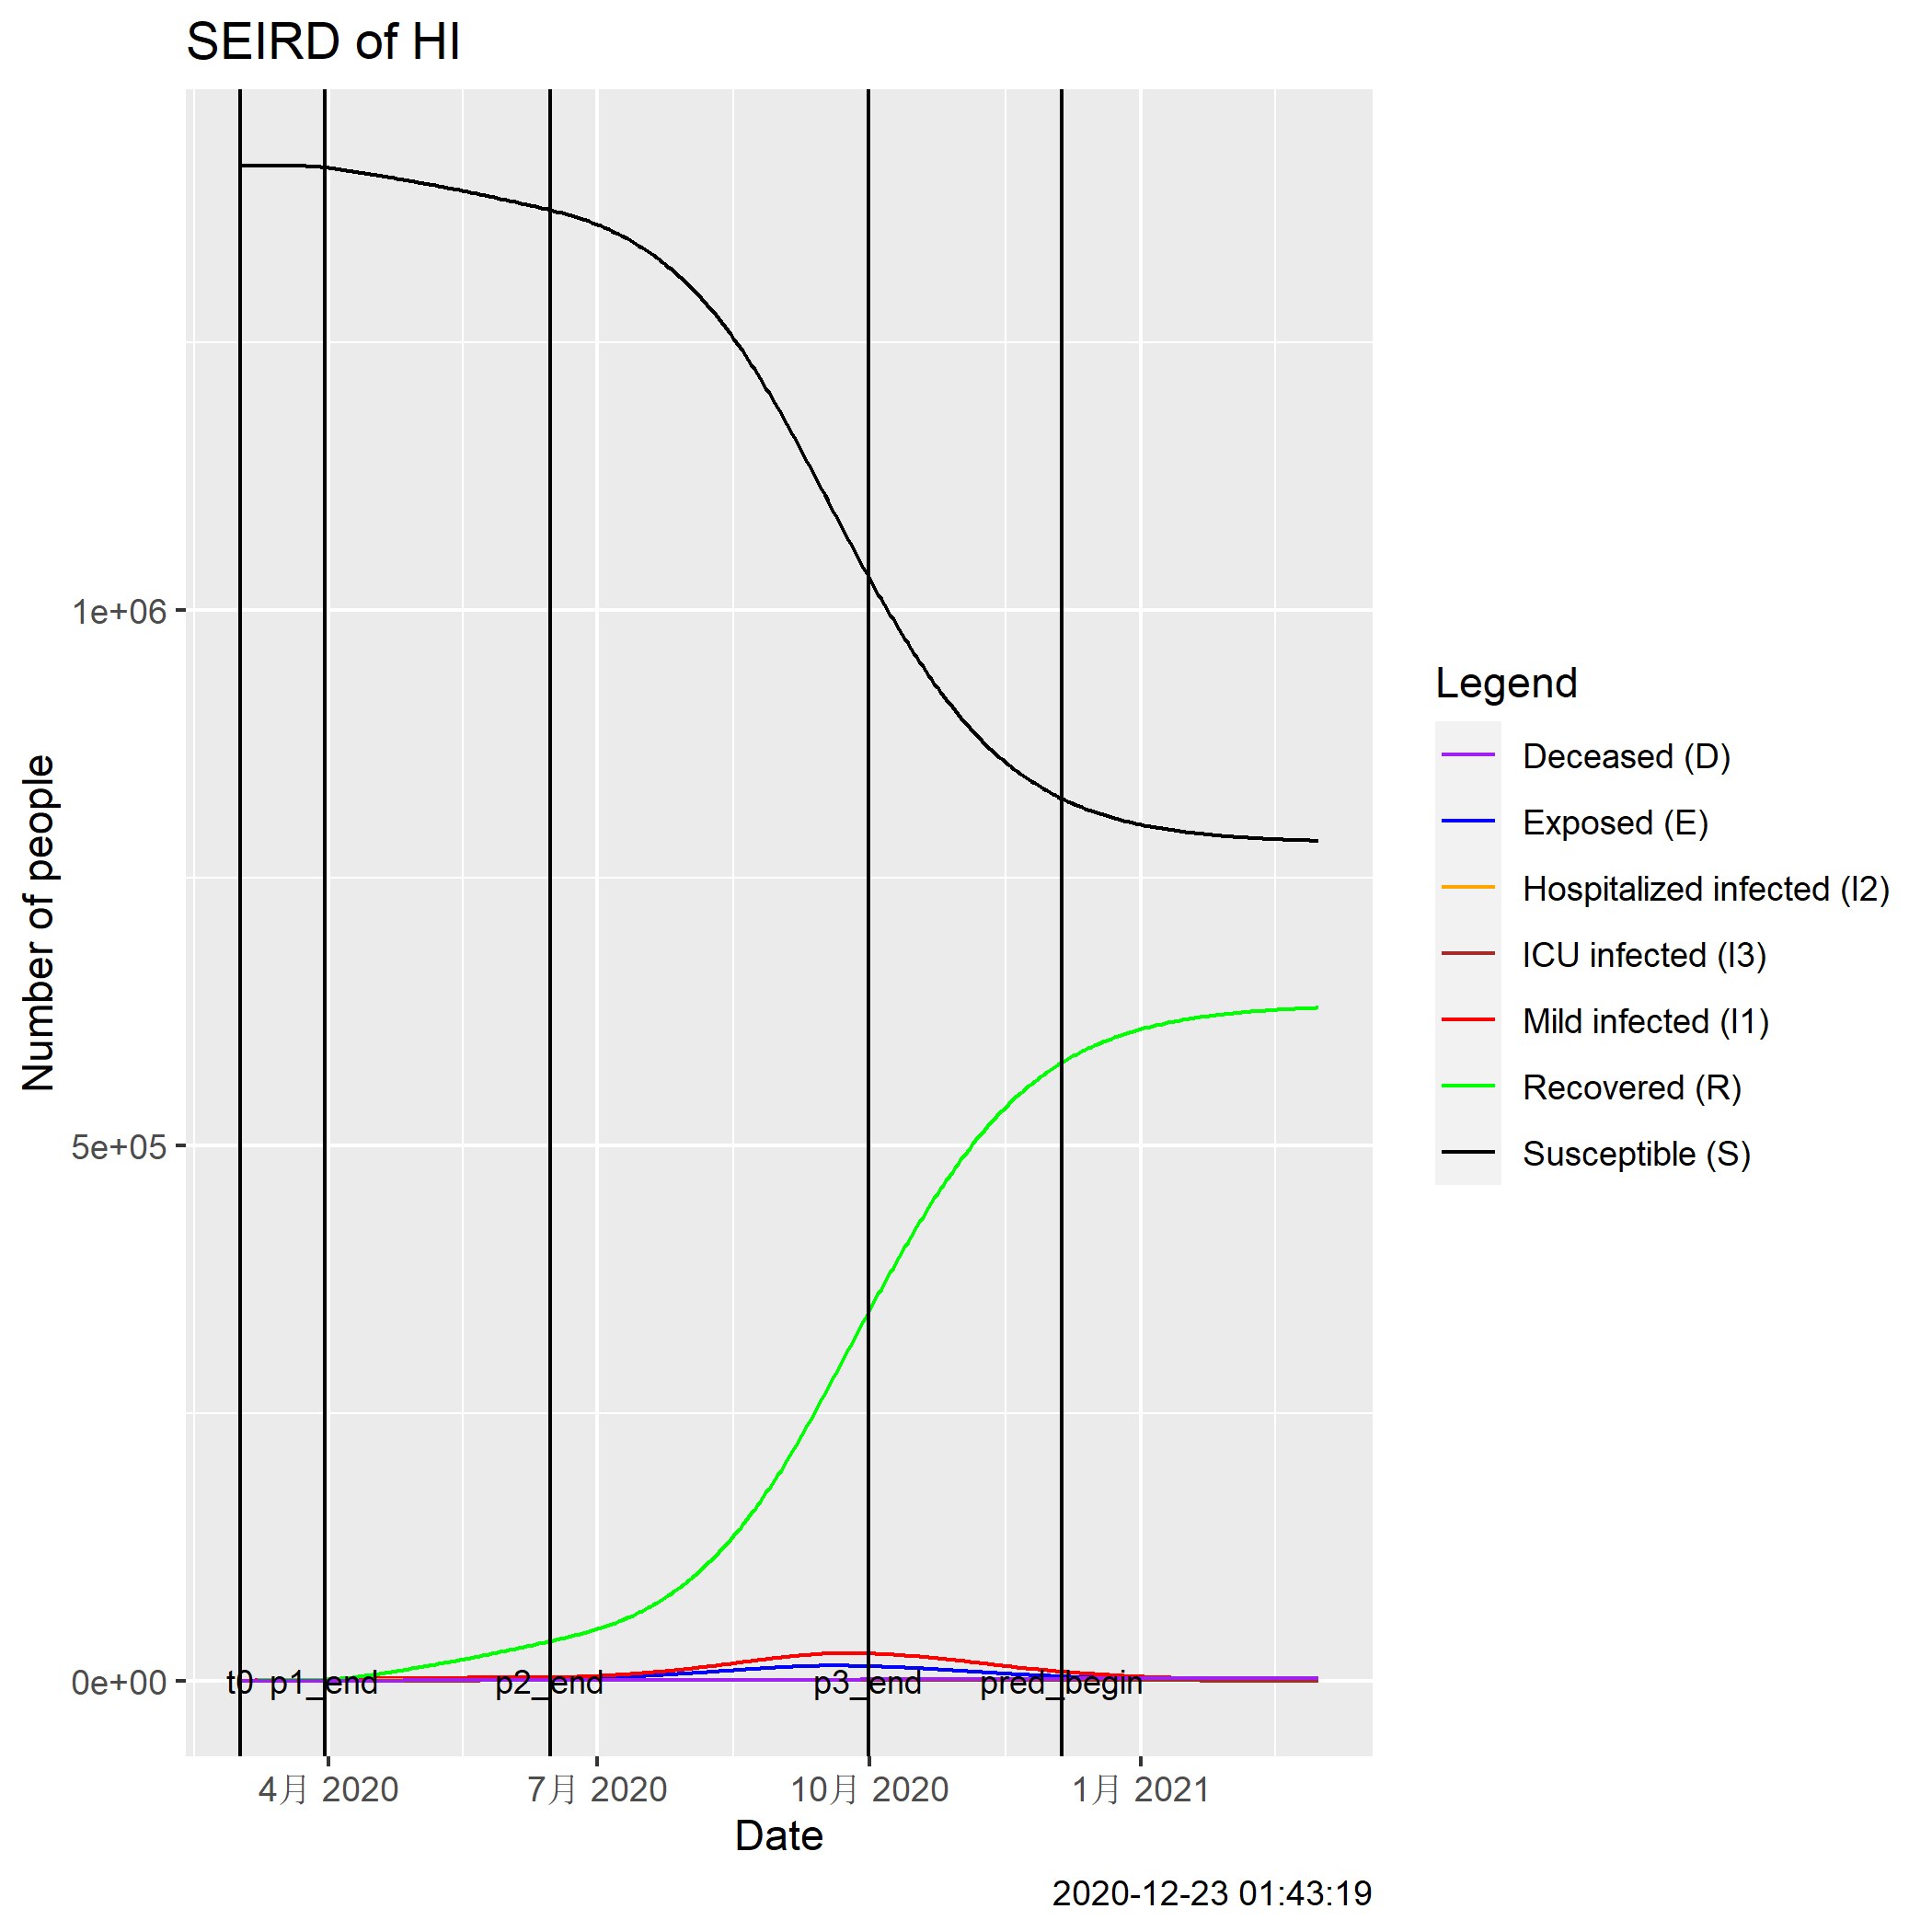 SEIRD of HI
Number of people
1e+06
5e+05
0e+00
t0 p1_end p2_end p3_end pred_begin
4月 2020 7月 2020 10月 2020 1月 2021
Date
Legend
Deceased (D)
Exposed (E)
Hospitalized infected (I2)
ICU infected (I3)
Mild infected (I1)
Recovered (R)
Susceptible (S)
2020-12-23 01:43:19